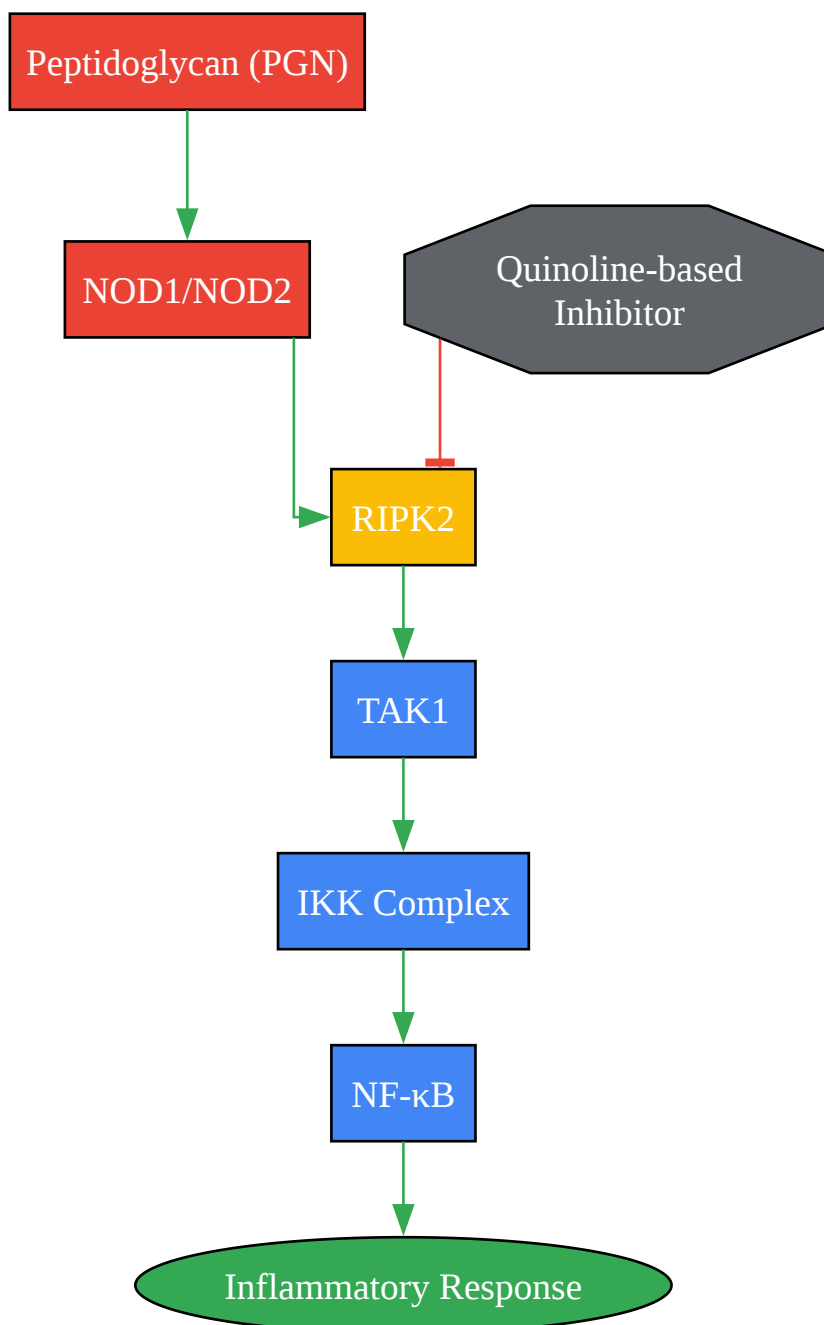 Peptidoglycan (PGN)
NOD1/NOD2
Quinoline-based
Inhibitor
RIPK2
TAK1
IKK Complex
NF-κB
Inflammatory Response